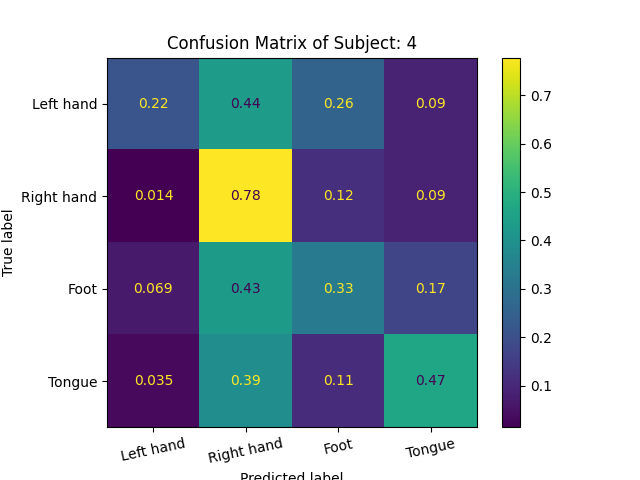 Confusion Matrix of Subject: 4
True label
Left hand 0.22 0.44 0.26 0.09
Right hand 0.014 0.78 0.12 0.09
Foot 0.069 0.43 0.33 0.17
Tongue 0.035 0.39 0.11 0.47
Left hand Right hand Foot Tongue
Predicted label
0.7
0.6
0.5
0.4
0.3
0.2
0.1